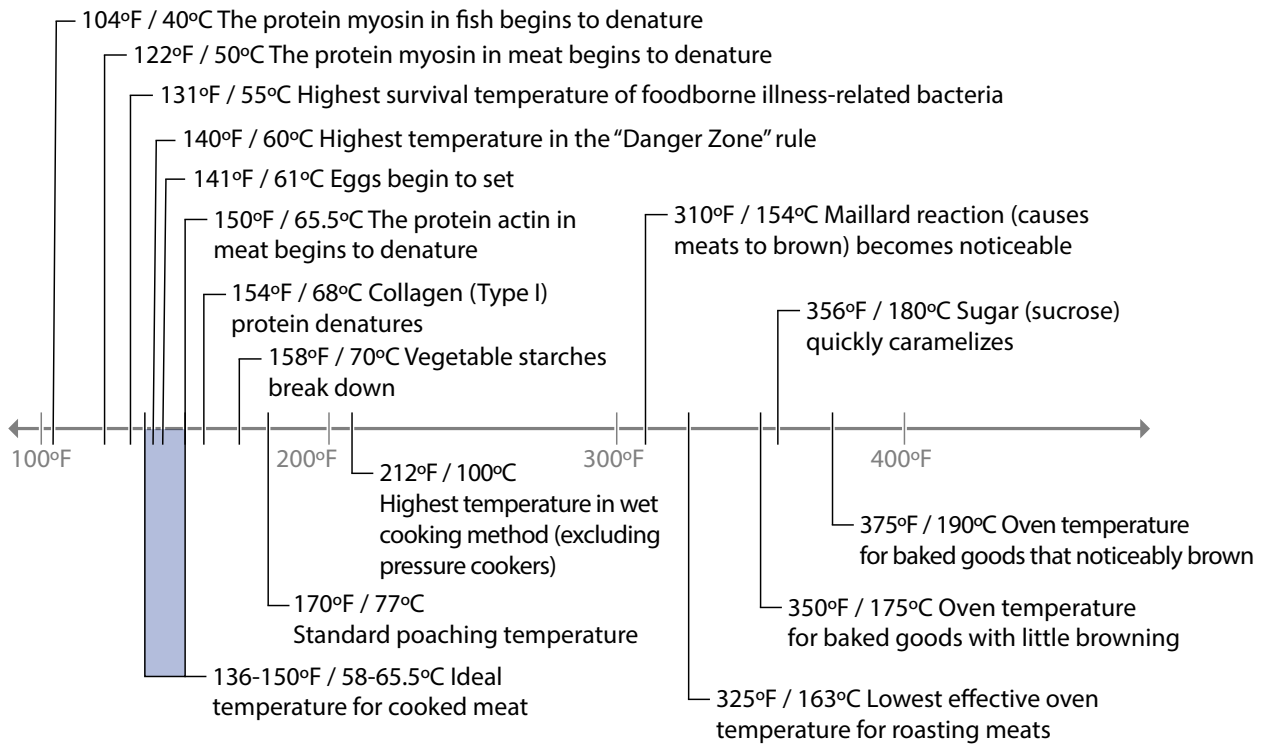 104ºF / 40ºC The protein myosin in fish begins to denature
122ºF / 50ºC The protein myosin in meat begins to denature
131ºF / 55ºC Highest survival temperature of foodborne illness-related bacteria
140ºF / 60ºC Highest temperature in the “Danger Zone” rule
141ºF / 61ºC Eggs begin to set
150ºF / 65.5ºC The protein actin in
meat begins to denature
310ºF / 154ºC Maillard reaction (causes
meats to brown) becomes noticeable
154ºF / 68ºC Collagen (Type I)
protein denatures
356ºF / 180ºC Sugar (sucrose)
quickly caramelizes
158ºF / 70ºC Vegetable starches
break down
100ºF
200ºF
300ºF
400ºF
212ºF / 100ºC
Highest temperature in wet
cooking method (excluding
pressure cookers)
375ºF / 190ºC Oven temperature
for baked goods that noticeably brown
170ºF / 77ºC
Standard poaching temperature
350ºF / 175ºC Oven temperature
for baked goods with little browning
136-150ºF / 58-65.5ºC Ideal
temperature for cooked meat
325ºF / 163ºC Lowest effective oven
temperature for roasting meats